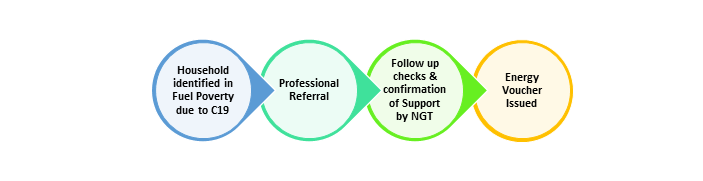 Household
identified in
Fuel Poverty
due to C19
Professional
Referral
Follow up
checks &
confirmation
of Support
by NGT
Energy
Voucher
Issued